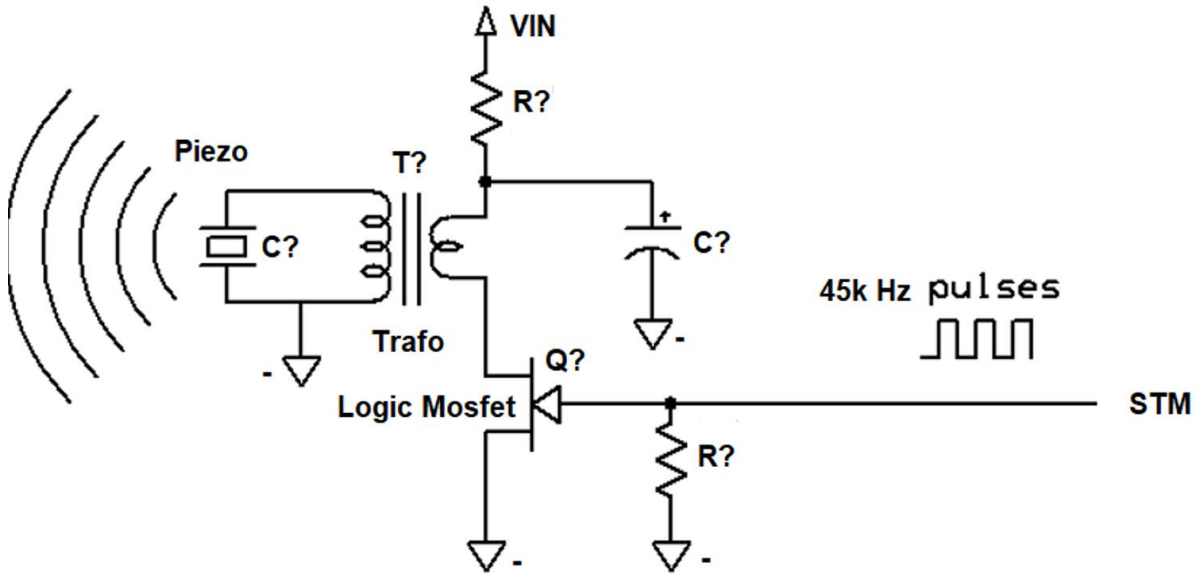 VIN
R?
Piezo
T?
C?
C?
45k Hz pulses
Trafo
-
-
Q?
Logic Mosfet
STM
R?
-
-